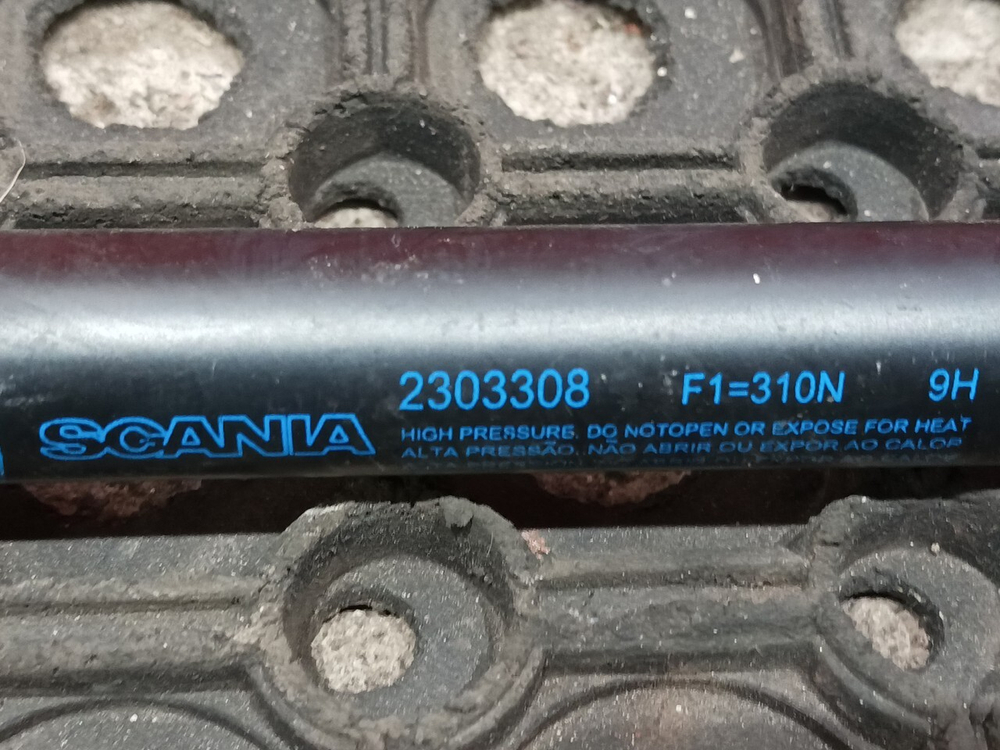 2303308 F1=310N 9H
SCANIA
HIGH PRESSURE. DO NOTOPEN OR EXPOSE FOR HEAT
ALTA PRESSÃO. NÃO ABRIR OU EXPOR AO CALOR